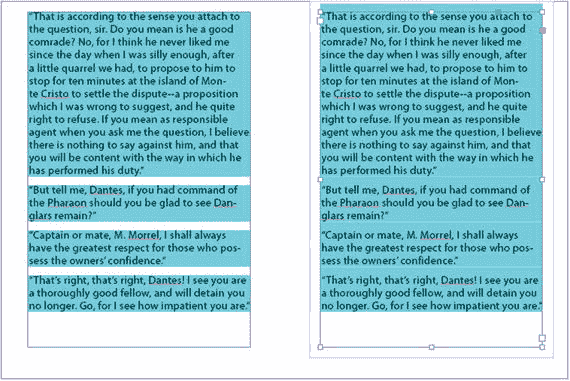 “That is according to the sense you attach to
the question, sir. Do you mean is he a good
comrade? No, for I think he never liked me
since the day when I was silly enough, after
a little quarrel we had, to propose to him to
stop for ten minutes at the island of Mon-
te Cristo to settle the dispute--a proposition
which I was wrong to suggest, and he quite
right to refuse. If you mean as responsible
agent when you ask me the question, I believe
there is nothing to say against him, and that
you will be content with the way in which he
has performed his duty.”
“But tell me, Dantes, if you had command of
the Pharaon should you be glad to see Dan-
glars remain?”
“Captain or mate, M. Morrel, I shall always
have the greatest respect for those who pos-
sess the owners’ confidence.”
“That’s right, that’s right, Dantes! I see you are
a thoroughly good fellow, and will detain you
no longer. Go, for I see how impatient you are.”
“That is according to the sense you attach to
the question, sir. Do you mean is he a good
comrade? No, for I think he never liked me
since the day when I was silly enough, after
a little quarrel we had, to propose to him to
stop for ten minutes at the island of Mon-
te Cristo to settle the dispute--a proposition
which I was wrong to suggest, and he quite
right to refuse. If you mean as responsible
agent when you ask me the question, I believe
there is nothing to say against him, and that
you will be content with the way in which he
has performed his duty.”
“But tell me, Dantes, if you had command of
the Pharaon should you be glad to see Dan-
glars remain?”
“Captain or mate, M. Morrel, I shall always
have the greatest respect for those who pos-
sess the owners’ confidence.”
“That’s right, that’s right, Dantes! I see you are
a thoroughly good fellow, and will detain you
no longer. Go, for I see how impatient you are.”